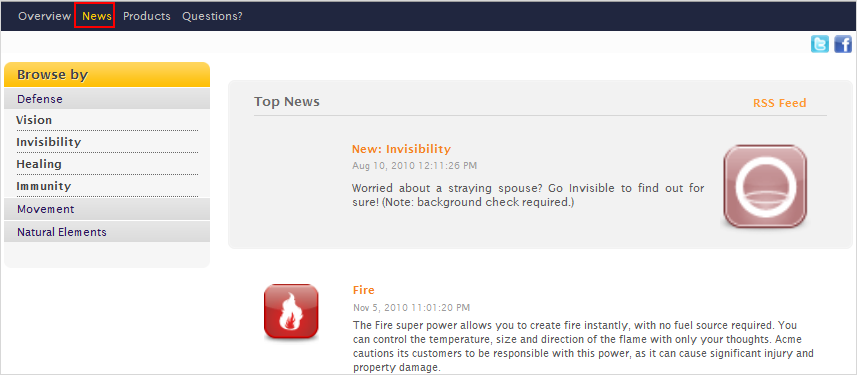 Overview News Products Questions?
Browse by
Defense
Vision
Invisibility
Healing
Immunity
Movement
Natural Elements
Top News RSS Feed
New: Invisibility
Aug 10, 2010 12:11:26 PM
Worried about a straying spouse? Go Invisible to find out for
sure! (Note: background check required.)
Fire
Nov 5, 2010 11:01:20 PM
The Fire super power allows you to create fire instantly, with no fuel source required. You
can control the temperature, size and direction of the flame with only your thoughts. Acme
cautions its customers to be responsible with this power, as it can cause significant injury and
property damage.